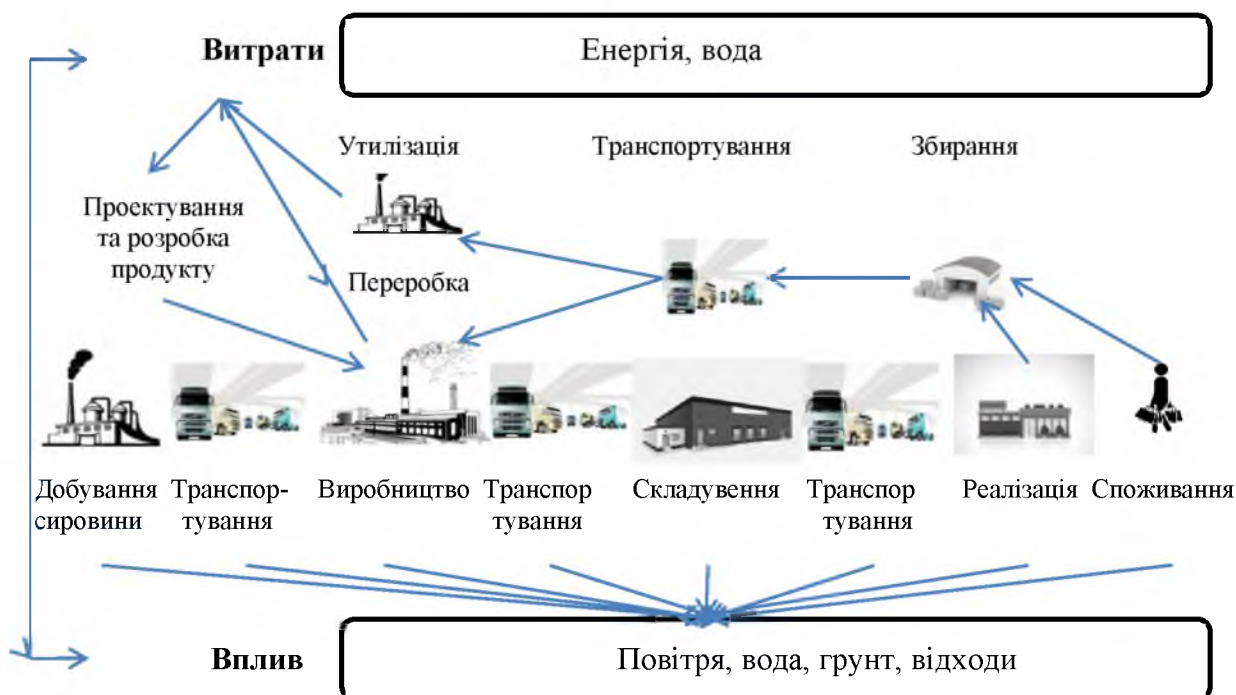 Витрати
Енергія, вода
Утилізація
Транспортування
Збирання
Проектування
та розробка
продукту
Переробка
Добування
сировини
Транспор-
тування
Виробництво
Транспор
тування
Складувення
Транспор
тування
Реалізація
Споживання
Вплив
Повітря, вода, грунт, відходи